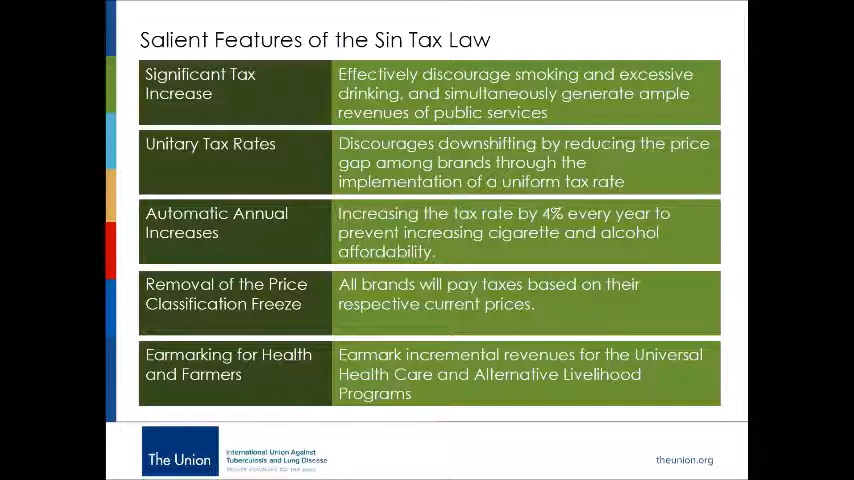 Salient Features of the Sin Tax Law
Significant Tax
Increase
Effectively discourage smoking and excessive
drinking, and simultaneously generate ample
revenues of public services
Unitary Tax Rates
Discourages downshifting by reducing the price
gap among brands through the
implementation of a uniform tax rate
Automatic Annual
Increases
Increasing the tax rate by 4% every year to
prevent increasing cigarette and alcohol
affordability.
Removal of the Price
Classification Freeze
All brands will pay taxes based on their
respective current prices.
Earmarking for Health
and Farmers
Earmark incremental revenues for the Universal
Health Care and Alternative Livelihood
Programs
The Union
International Union Against
Tuberculosis and Lung Disease
Health solutions for the poor
theunion.org